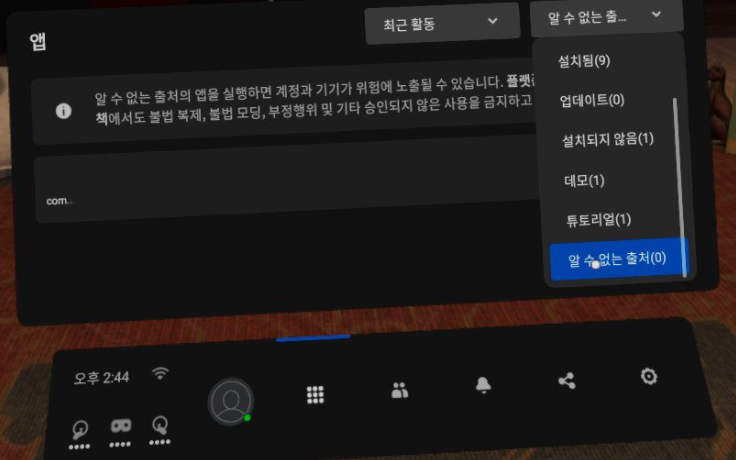 앱
최근 활동
알 수 없는 출...
알 수 없는 출처의 앱을 실행하면 계정과 기기가 위험에 노출될 수 있습니다. 플랫
책에서도 불법 복제, 불법 모딩, 부정행위 및 기타 승인되지 않은 사용을 금지하고
com..
설치됨(9)
업데이트(0)
설치되지 않음(1)
데모(1)
튜토리얼(1)
알 수 없는 출처(0)
오후 2:44